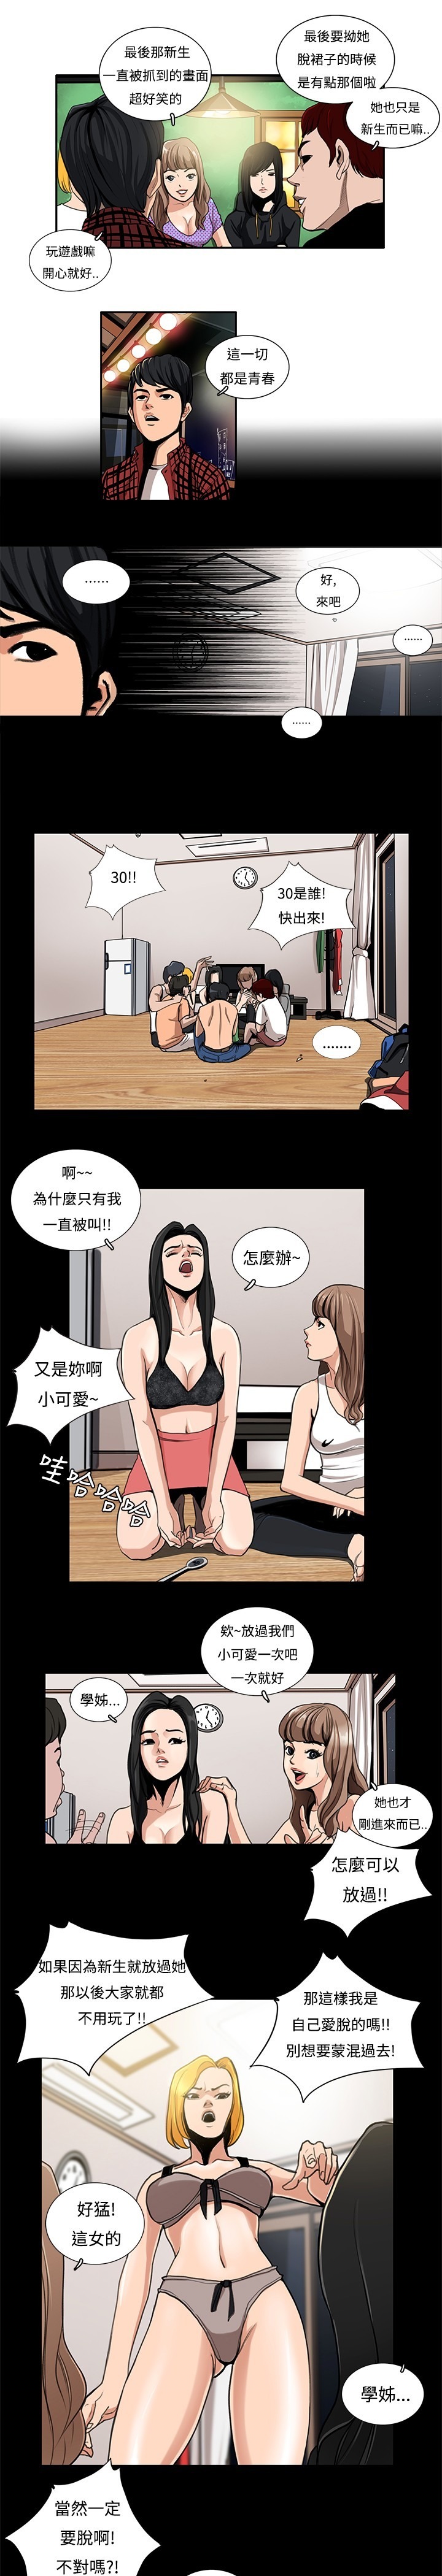 最後那新生
一直被抓到的畫面
超好笑的
最後要拗她
脫裙子的時候
是有點那個啦
她也只是
新生而已嘛..
玩遊戲嘛
開心就好..
這一切
都是青春
......
好,
來吧
......
......
30!!
30是誰!
快出來!
.......
啊~~
為什麼只有我
一直被叫!!
怎麼辦~
又是妳啊
小可愛~
哇哈哈哈
欸~放過我們
小可愛一次吧
一次就好
學姊...
她也才
剛進來而已..
怎麼可以
放過!!
如果因為新生就放過她
那以後大家就都
不用玩了!!
那這樣我是
自己愛脫的嗎!!
別想要蒙混過去!
好猛!
這女的
學姊...
當然一定
要脫啊!
不對嗎?!